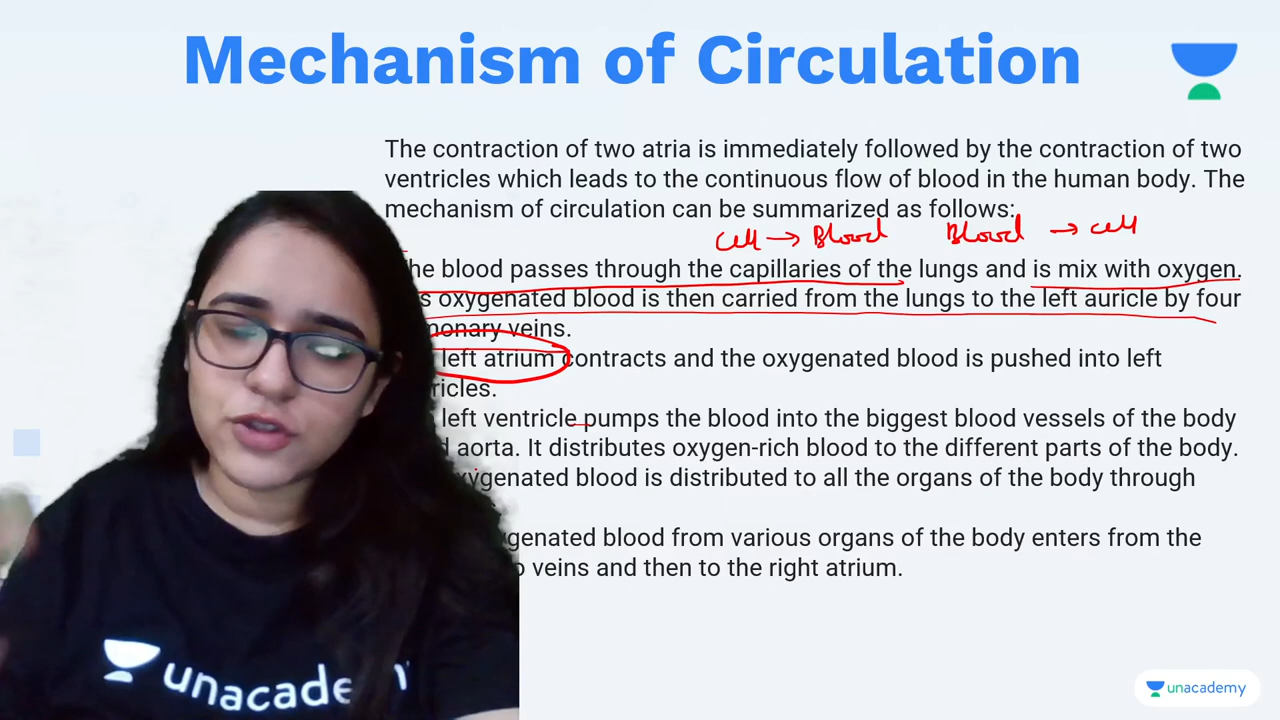 Mechanism of Circulation
The contraction of two atria is immediately followed by the contraction of two
ventricles which leads to the continuous flow of blood in the human body. The
mechanism of circulation can be summarized as follows:
Cell → Blood Blood → cell
he blood passes through the capillaries of the lungs and is mix with oxygen.
s oxygenated blood is then carried from the lungs to the left auricle by four
monary veins.
left atrium contracts and the oxygenated blood is pushed into left
ricles.
left ventricle pumps the blood into the biggest blood vessels of the body
d aorta. It distributes oxygen-rich blood to the different parts of the body.
xygenated blood is distributed to all the organs of the body through
ygenated blood from various organs of the body enters from the
o veins and then to the right atrium.
unacade
unacademy